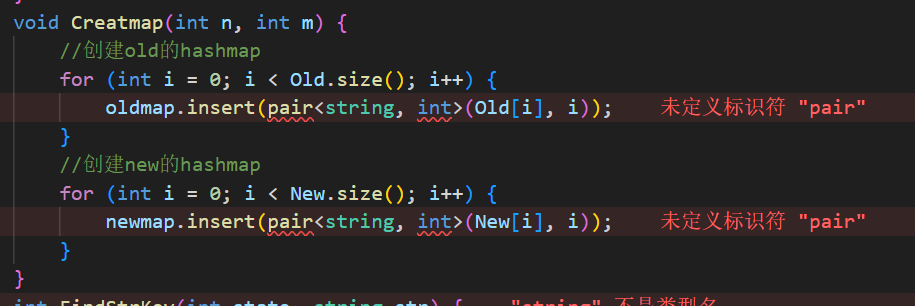 void Creatmap(int n, int m) {
//创建old的hashmap
for (int i = 0; i < Old.size(); i++) {
oldmap.insert(pair<string, int>(Old[i], i)); 未定义标识符 "pair"
}
//创建new的hashmap
for (int i = 0; i < New.size(); i++) {
newmap.insert(pair<string, int>(New[i], i)); 未定义标识符 "pair"
}
}
int FindStrKey(int state, string str) { "string" 不是类型名